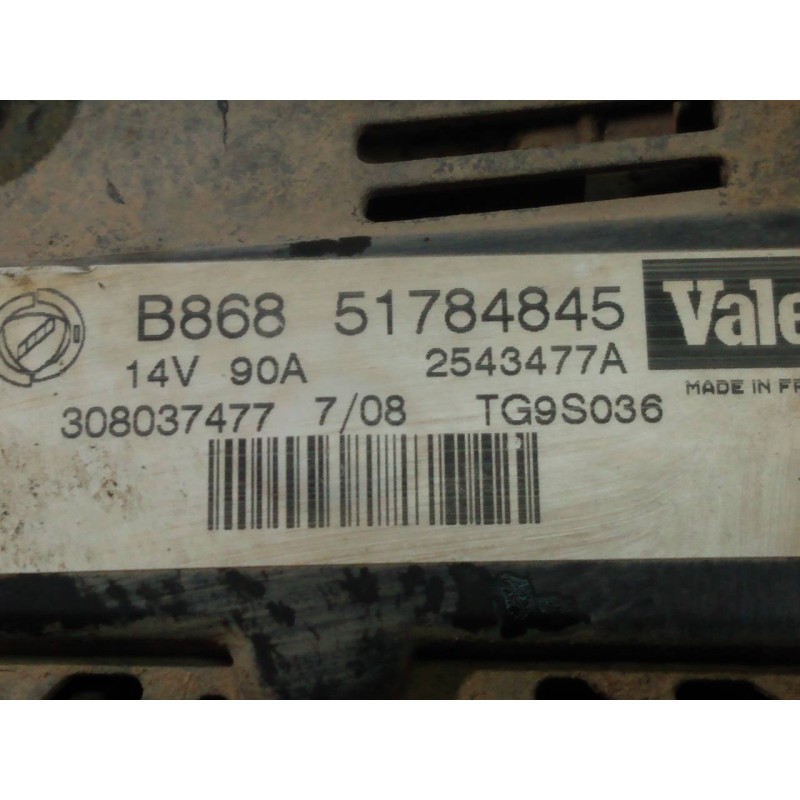 B868 51784845 Vale
14V 90A 2543477A
MADE IN FR
308037477 7/08 TG9S036